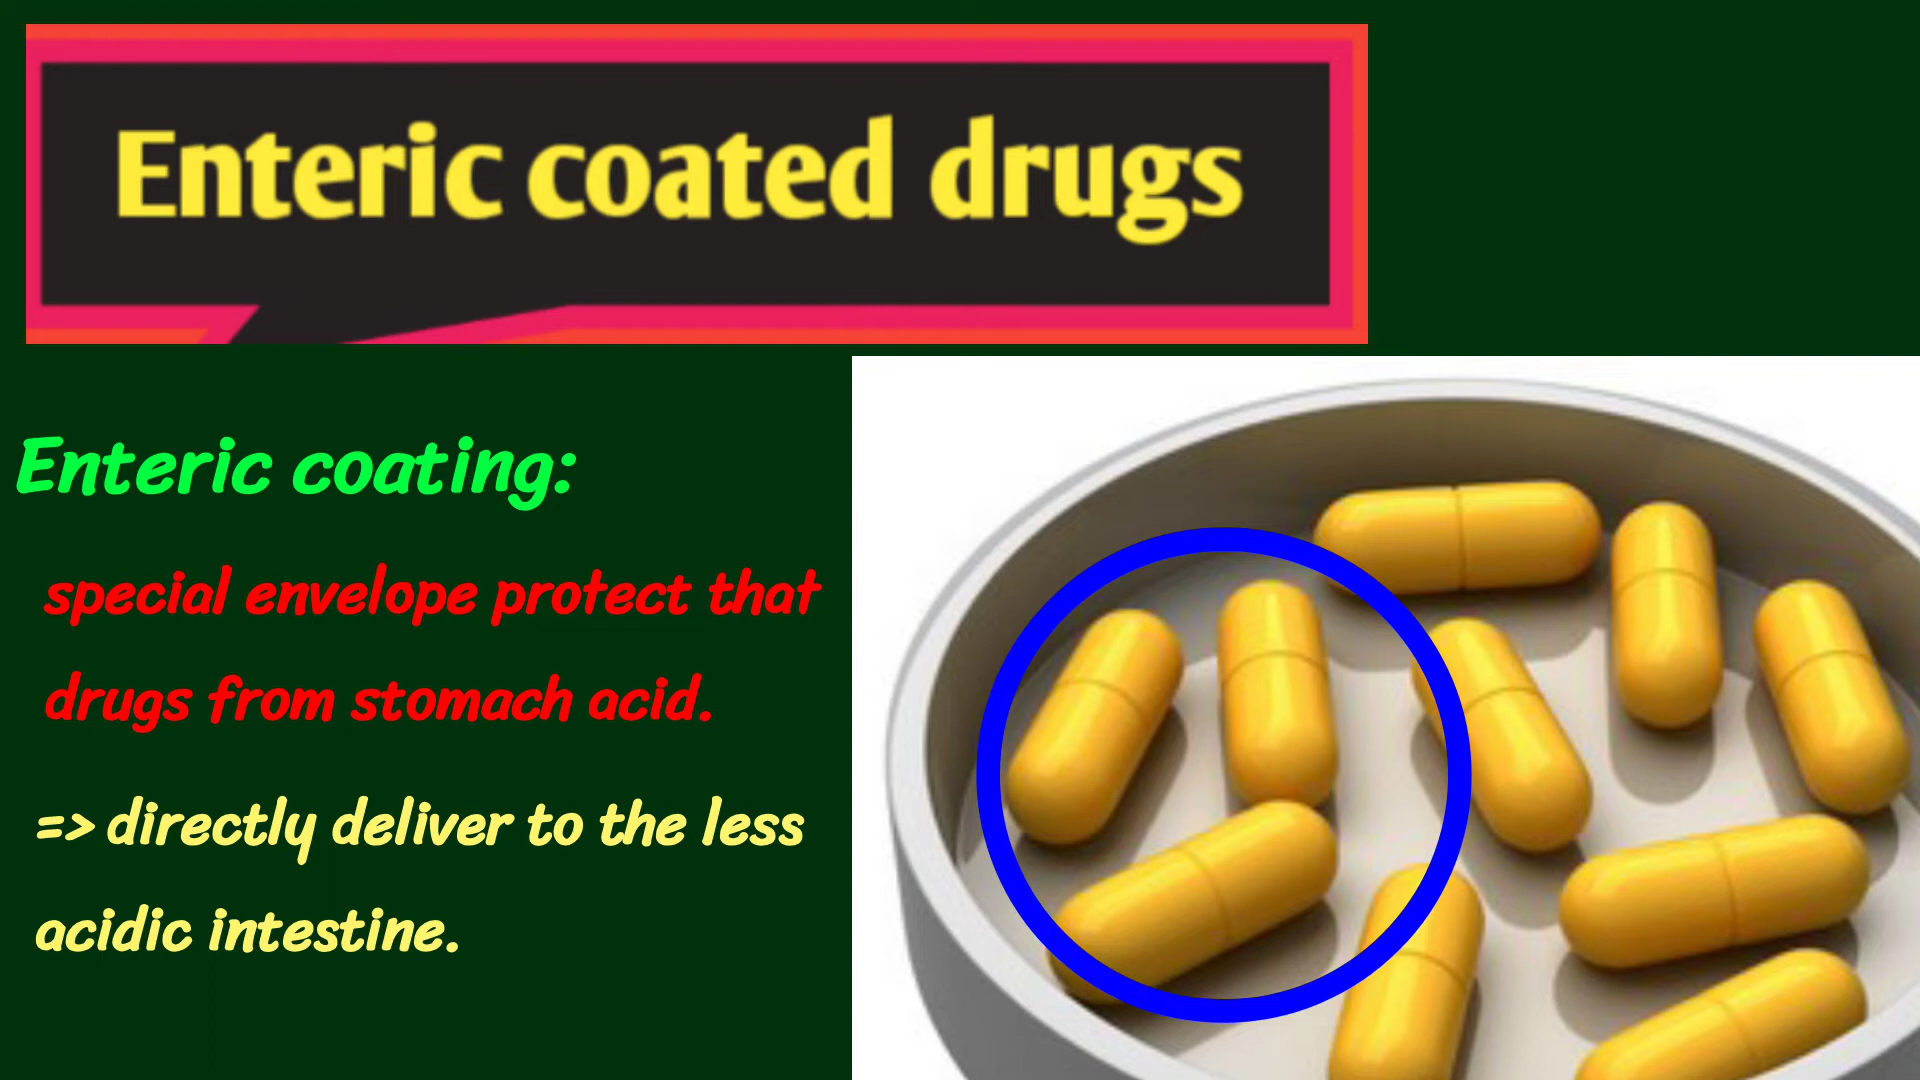 Enteric coated drugs
Enteric coating:
special envelope protect that
drugs from stomach acid.
=> directly deliver to the less
acidic intestine.